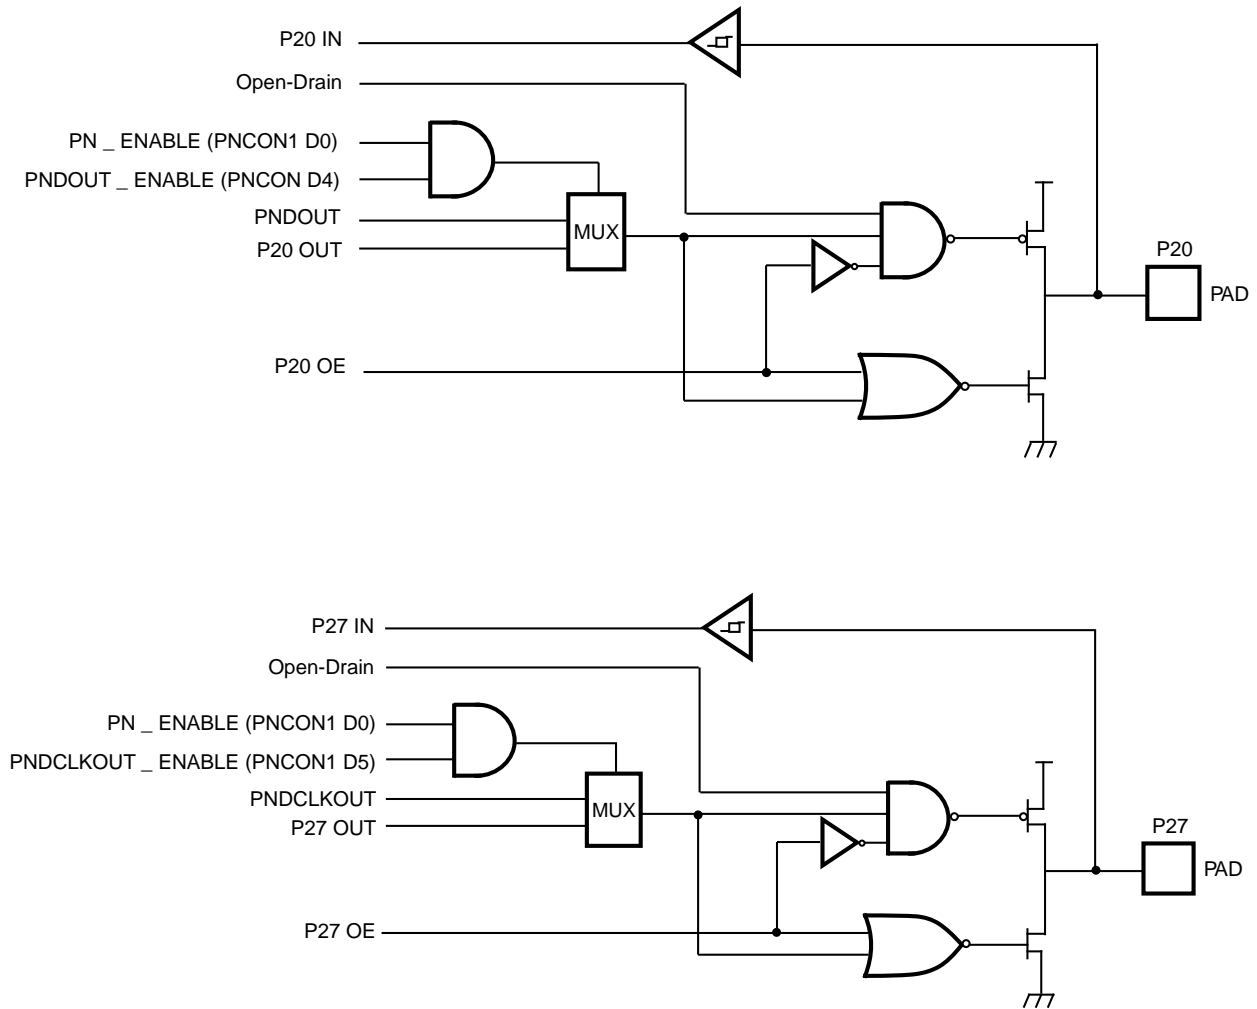 P20 IN
Open-Drain
PN _ ENABLE (PNCON1 D0)
PNDOUT _ ENABLE (PNCON D4)
PNDOUT
P20 OUT
MUX
P20 OE
P20
PAD
P27 IN
Open-Drain
PN _ ENABLE (PNCON1 D0)
PNDCLKOUT _ ENABLE (PNCON1 D5)
PNDCLKOUT
P27 OUT
MUX
P27 OE
P27
PAD